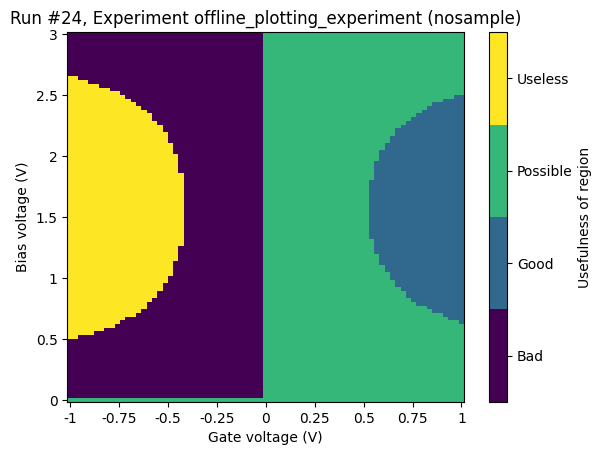 Run #24, Experiment offline_plotting_experiment (nosample)
3
2.5
2
1.5
1
0.5
0
Bias voltage (V)
-1
-0.75
-0.5
-0.25
0
0.25
0.5
0.75
1
Gate voltage (V)
Useless
Possible
Good
Bad
Usefulness of region